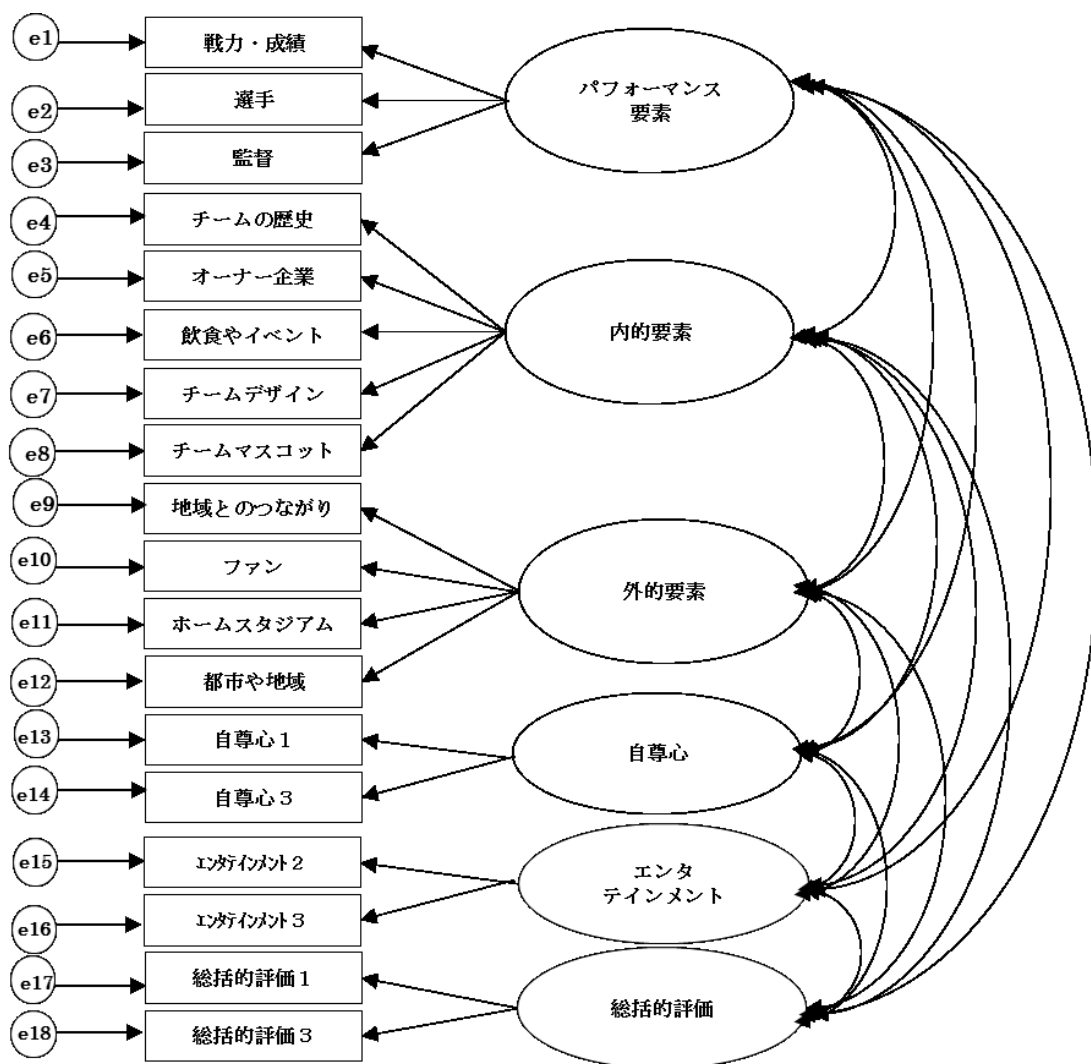 e1
戦力・成績
パフォーマンス
要素
e2
選手
e3
監督
e4
チームの歴史
e5
オーナー企業
e6
飲食やイベント
内的要素
e7
チームデザイン
e8
チームマスコット
e9
地域とのつながり
e10
ファン
外的要素
e11
ホームスタジアム
e12
都市や地域
e13
自尊心１
自尊心
e14
自尊心３
e15
ｴﾝﾀﾃｲﾝﾒﾝﾄ２
エンタ
テインメント
e16
ｴﾝﾀﾃｲﾝﾒﾝﾄ３
e17
総括的評価１
総括的評価
e18
総括的評価３